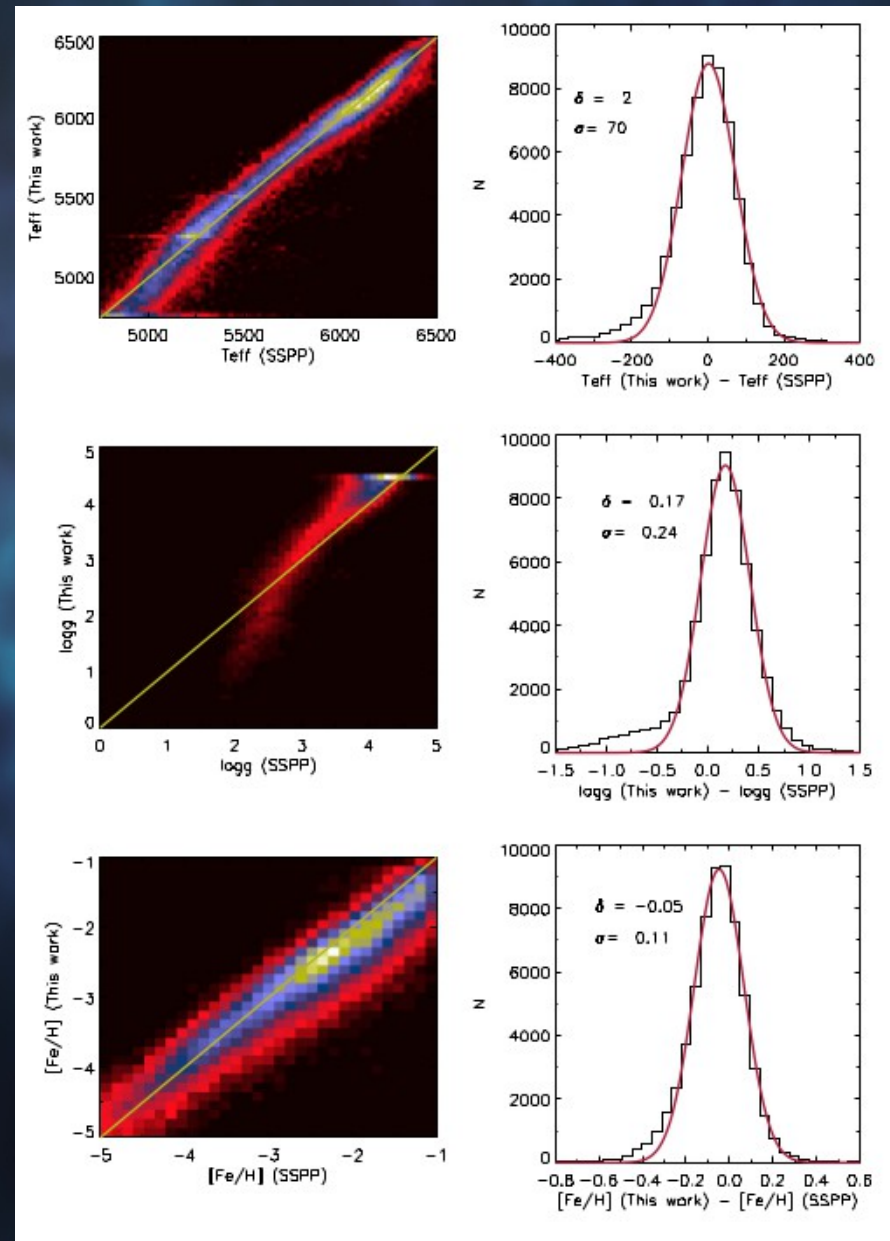 6500
6000
5500
5000
Teff (This work)
5000 5500 6000 6500
Teff (SSPP)
10000
8000
6000
4000
2000
0
N
δ = 2
σ= 70
-400 -200 0 200 400
Teff (This work) - Teff (SSPP)
5
4
3
2
1
0
logg (This work)
0 1 2 3 4 5
logg (SSPP)
10000
8000
6000
4000
2000
0
N
δ - 0.17
σ= 0.24
-1.5 -1.0 -0.5 0.0 0.5 1.0 1.5
logg (This work) - logg (SSPP)
-1
-2
-3
-4
-5
[Fe/H] (This work)
-5 -4 -3 -2 -1
[Fe/H] (SSPP)
10000
8000
6000
4000
2000
0
N
δ = -0.05
σ= 0.11
-0.8 -0.6 -0.4 -0.2 0.0 0.2 0.4 0.6 0.8
[Fe/H] (This work) - [Fe/H] (SSPP)